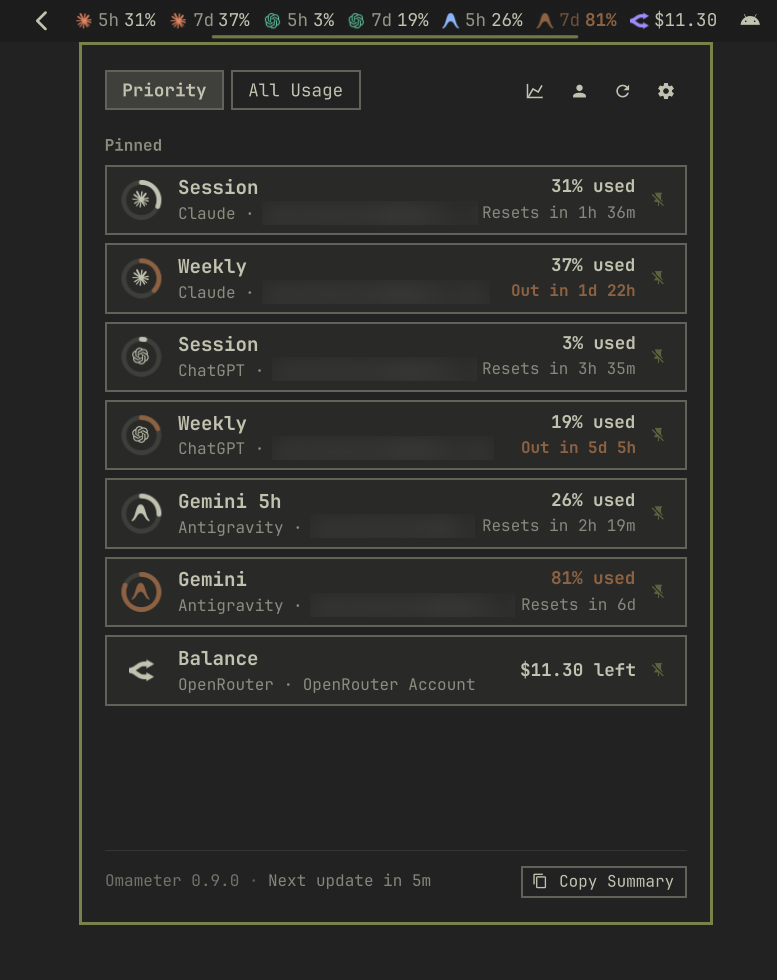 5h 31% 7d 37% 5h 3% 7d 19% 5h 26% 7d 81% $11.30
Priority All Usage
Pinned
Session 31% used
Claude · Resets in 1h 36m
Weekly 37% used
Claude · Out in 1d 22h
Session 3% used
ChatGPT · Resets in 3h 35m
Weekly 19% used
ChatGPT · Out in 5d 5h
Gemini 5h 26% used
Antigravity · Resets in 2h 19m
Gemini 81% used
Antigravity · Resets in 6d
Balance $11.30 left
OpenRouter · OpenRouter Account
Omameter 0.9.0 · Next update in 5m Copy Summary